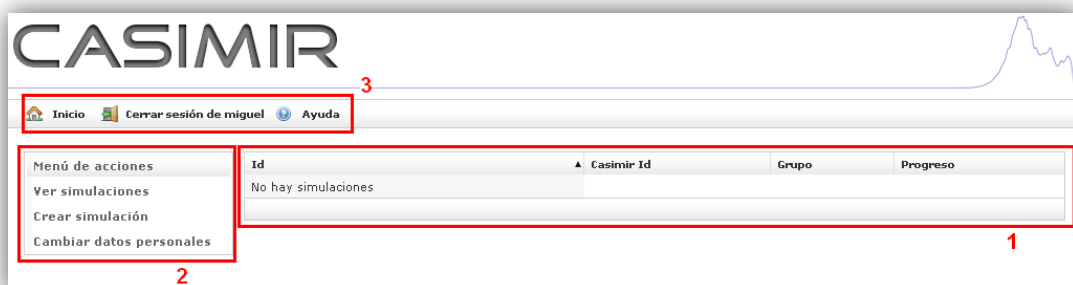 CASIMIR
3
Inicio Cerrar sesión de miguel Ayuda
Menú de acciones
Ver simulaciones
Crear simulación
Cambiar datos personales
2
Id Casimir Id Grupo Progreso
No hay simulaciones
1